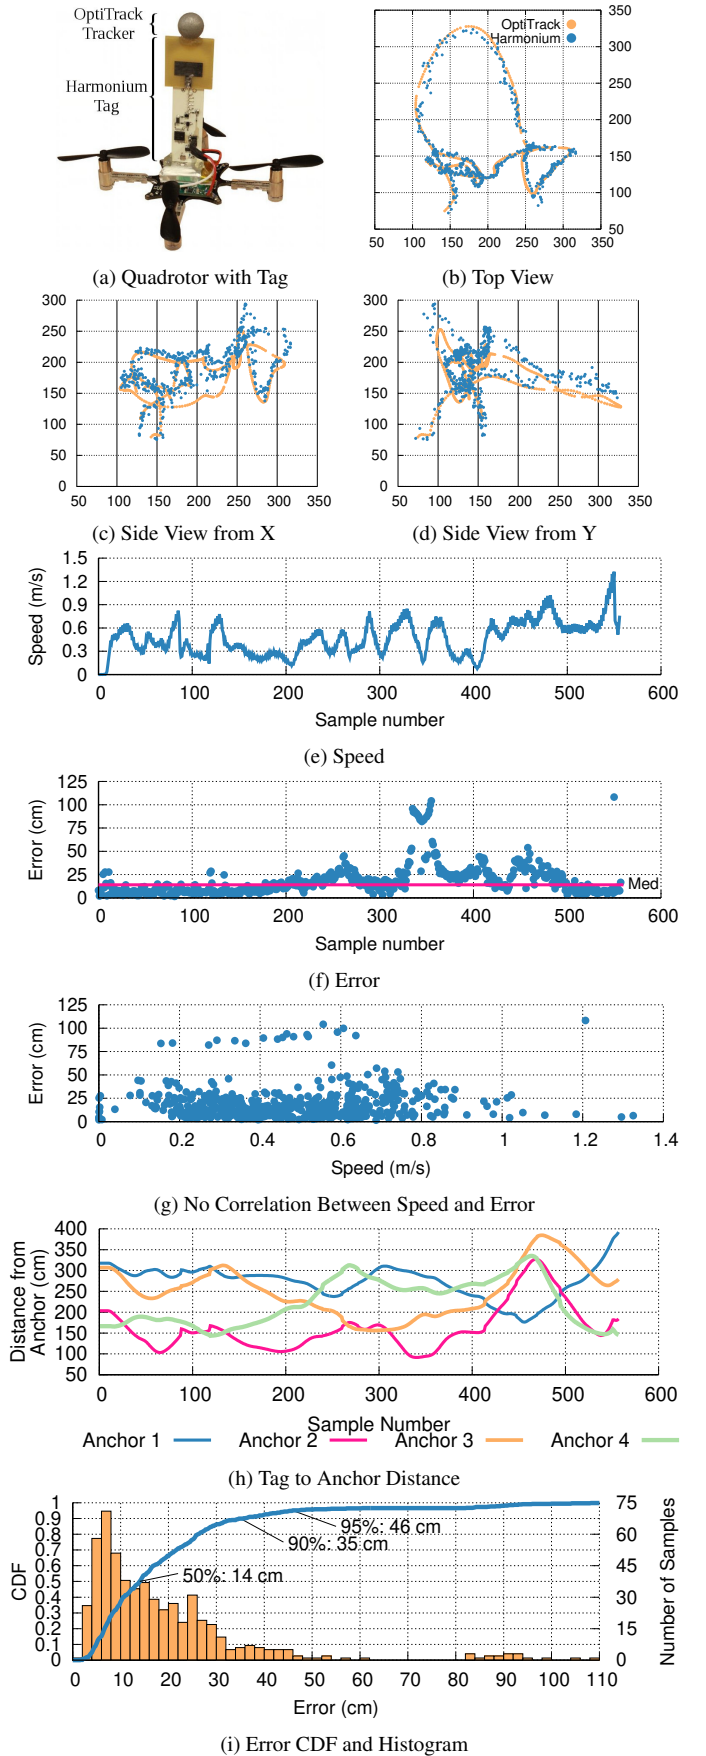 OptiTrack
Tracker
Harmonium
Tag
(a) Quadrotor with Tag
OptiTrack
Harmonium
350
300
250
200
150
100
50
50 100 150 200 250 300 350
(b) Top View
300
250
200
150
100
50
0
50 100 150 200 250 300 350
(c) Side View from X
300
250
200
150
100
50
0
50 100 150 200 250 300 350
(d) Side View from Y
Speed (m/s)
1.5
1.2
0.9
0.6
0.3
0
0 100 200 300 400 500 600
Sample number
(e) Speed
Error (cm)
125
100
75
50
25
0
Med
0 100 200 300 400 500 600
Sample number
(f) Error
Error (cm)
125
100
75
50
25
0
0 0.2 0.4 0.6 0.8 1 1.2 1.4
Speed (m/s)
(g) No Correlation Between Speed and Error
Distance from
Anchor (cm)
400
350
300
250
200
150
100
50
0 100 200 300 400 500 600
Sample Number
Anchor 1 Anchor 2 Anchor 3 Anchor 4
(h) Tag to Anchor Distance
CDF
1
0.9
0.8
0.7
0.6
0.5
0.4
0.3
0.2
0.1
0
95%: 46 cm
90%: 35 cm
50%: 14 cm
75
60
45
30
15
0
Number of Samples
0 10 20 30 40 50 60 70 80 90 100 110
Error (cm)
(i) Error CDF and Histogram